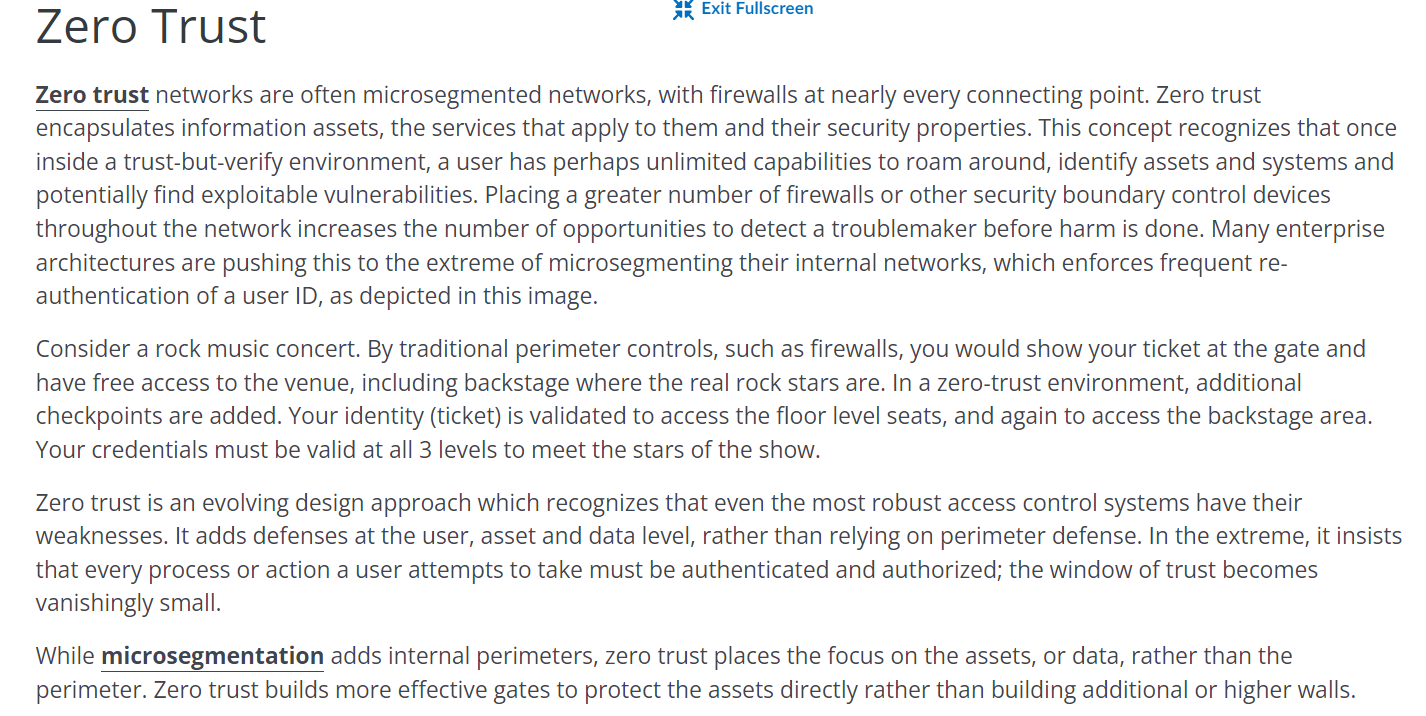 Exit Fullscreen
Zero Trust
Zero trust networks are often microsegmented networks, with firewalls at nearly every connecting point. Zero trust
encapsulates information assets, the services that apply to them and their security properties. This concept recognizes that once
inside a trust-but-verify environment, a user has perhaps unlimited capabilities to roam around, identify assets and systems and
potentially find exploitable vulnerabilities. Placing a greater number of firewalls or other security boundary control devices
throughout the network increases the number of opportunities to detect a troublemaker before harm is done. Many enterprise
architectures are pushing this to the extreme of microsegmenting their internal networks, which enforces frequent re-
authentication of a user ID, as depicted in this image.
Consider a rock music concert. By traditional perimeter controls, such as firewalls, you would show your ticket at the gate and
have free access to the venue, including backstage where the real rock stars are. In a zero-trust environment, additional
checkpoints are added. Your identity (ticket) is validated to access the floor level seats, and again to access the backstage area.
Your credentials must be valid at all 3 levels to meet the stars of the show.
Zero trust is an evolving design approach which recognizes that even the most robust access control systems have their
weaknesses. It adds defenses at the user, asset and data level, rather than relying on perimeter defense. In the extreme, it insists
that every process or action a user attempts to take must be authenticated and authorized; the window of trust becomes
vanishingly small.
While microsegmentation adds internal perimeters, zero trust places the focus on the assets, or data, rather than the
perimeter. Zero trust builds more effective gates to protect the assets directly rather than building additional or higher walls.